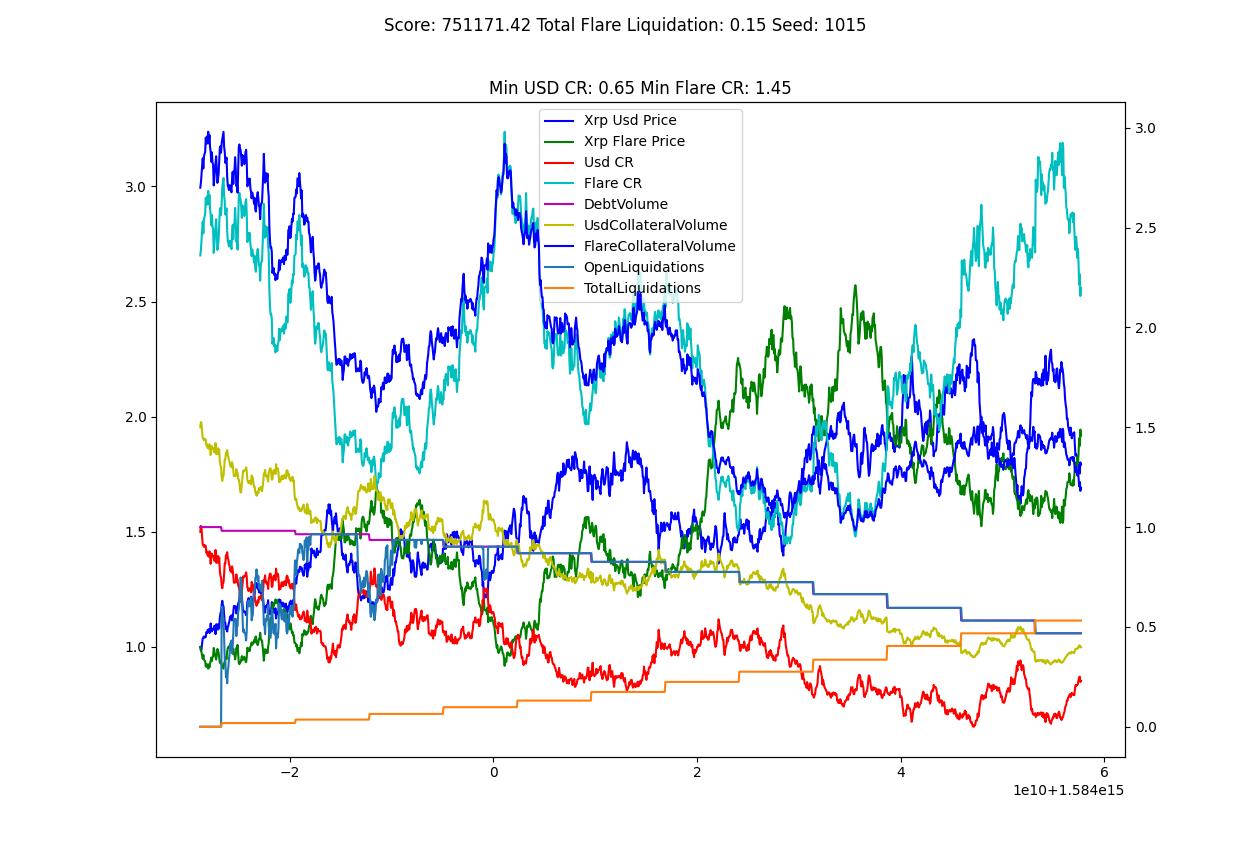 Score: 751171.42 Total Flare Liquidation: 0.15 Seed: 1015
Min USD CR: 0.65 Min Flare CR: 1.45
Xrp Usd Price
Xrp Flare Price
Usd CR
Flare CR
DebtVolume
UsdCollateralVolume
FlareCollateralVolume
OpenLiquidations
TotalLiquidations
3.0
2.5
2.0
1.5
1.0
3.0
2.5
2.0
1.5
1.0
0.5
0.0
−2
0
2
4
6
1e10+1.584e15